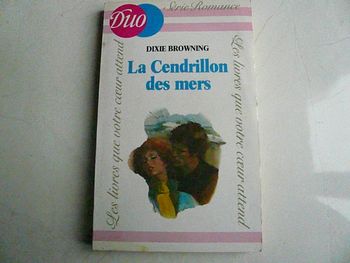 Duo
Série Romance
DIXIE BROWNING
La Cendrillon
des mers
Les livres que votre cœur attend
Les livres que votre cœur attend